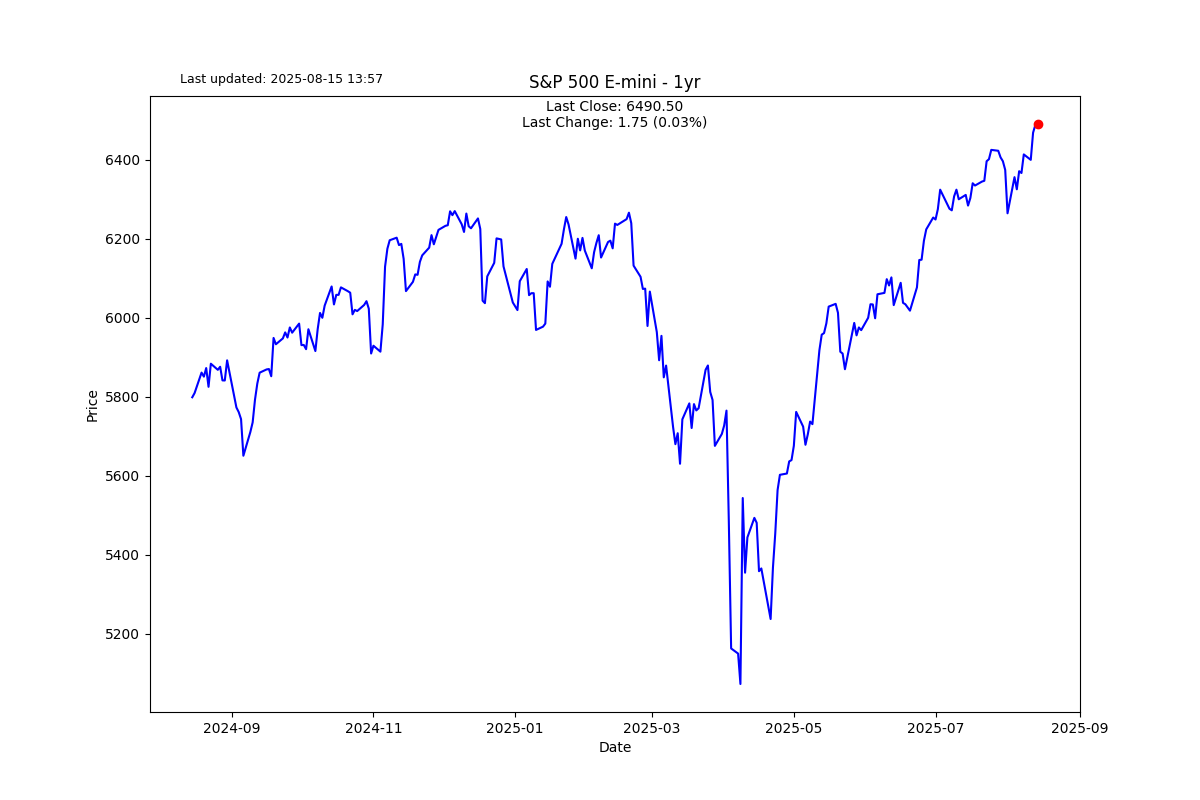 Last updated: 2025-08-15 13:57
S&P 500 E-mini - 1yr
Last Close: 6490.50
Last Change: 1.75 (0.03%)
6400
6200
6000
5800
5600
5400
5200
Price
2024-09 2024-11 2025-01 2025-03 2025-05 2025-07 2025-09
Date